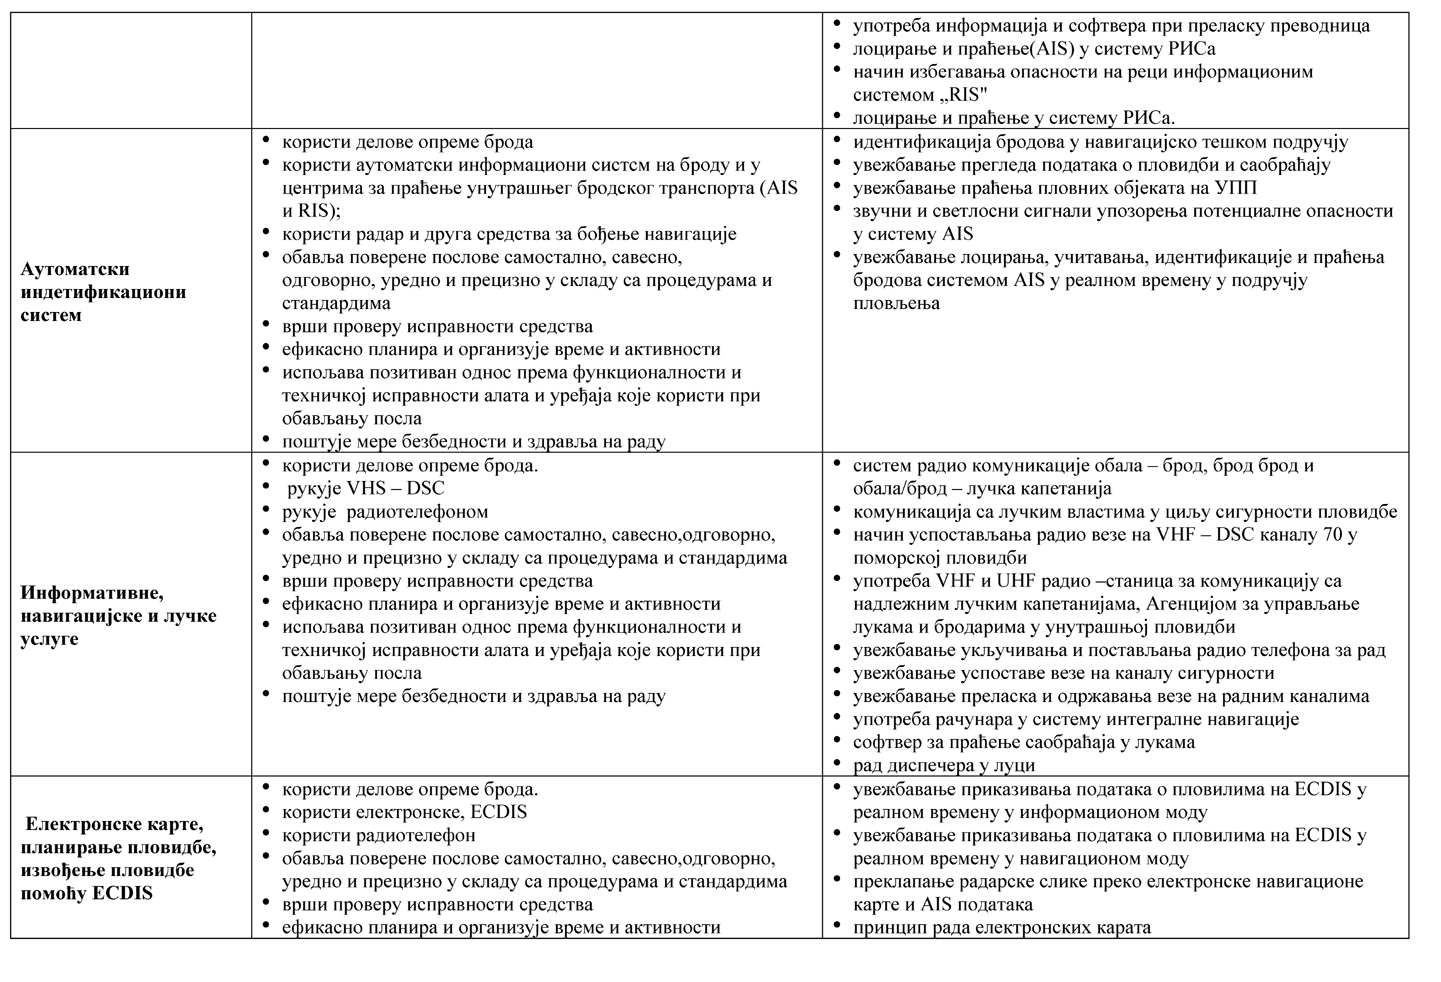 • употреба информација и софтвера при преласку преводница
• лоцирање и праћење(AIS) у систему РИСа
• начин избегавања опасности на реци информационим
системом „RIS"
• лоцирање и праћење у систему РИСа.
Аутоматски
индетификациони
систем
• користи делове опреме брода
• користи аутоматски информациони систсм на броду и у
центрима за праћење унутрашњег бродског транспорта (AIS
и RIS);
• користи радар и друга средства за бођење навигације
• обавља поверене послове самостално, савесно,
одговорно, уредно и прецизно у складу са процедурама и
стандардима
• врши проверу исправности средства
• ефикасно планира и организује време и активности
• испољава позитиван однос према функционалности и
техничкој исправности алата и уређаја које користи при
обављању посла
• поштује мере безбедности и здравља на раду
• идентификација бродова у навигацијско тешком подручју
• увежбавање прегледа података о пловидби и саобраћају
• увежбавање праћења пловних објеката на УПП
• звучни и светлосни сигнали упозорења потенцијалне опасности
у систему AIS
• увежбавање лоцирања, учитавања, идентификације и праћења
бродова системом AIS у реалном времену у подручју
пловљења
Информативне,
навигацијске и лучке
услуге
• користи делове опреме брода.
• рукује VHS – DSC
• рукује радиотелефоном
• обавља поверене послове самостално, савесно,одговорно,
уредно и прецизно у складу са процедурама и стандардима
• врши проверу исправности средства
• ефикасно планира и организује време и активности
• испољава позитиван однос према функционалности и
техничкој исправности алата и уређаја које користи при
обављању посла
• поштује мере безбедности и здравља на раду
• систем радио комуникације обала – брод, брод брод и
обала/брод – лучка капетанија
• комуникација са лучким властима у циљу сигурности пловидбе
• начин успостављања радио везе на VHF – DSC каналу 70 у
поморској пловидби
• употреба VHF и UHF радио –станица за комуникацију са
надлежним лучким капетанијама, Агенцијом за управљање
лукама и бродарима у унутрашњој пловидби
• увежбавање укључивања и постављања радио телефона за рад
• увежбавање успоставе везе на каналу сигурности
• увежбавање преласка и одржавања везе на радним каналима
• употреба рачунара у систему интегралне навигације
• софтвер за праћење саобраћаја у лукама
• рад диспечера у луци
Електронске карте,
планирање пловидбе,
извођење пловидбе
помоћу ECDIS
• користи делове опреме брода.
• користи електронске, ECDIS
• користи радиотелефон
• обавља поверене послове самостално, савесно,одговорно,
уредно и прецизно у складу са процедурама и стандардима
• врши проверу исправности средства
• ефикасно планира и организује време и активности
• увежбавање приказивања података о пловилима на ECDIS у
реалном времену у информационом моду
• увежбавање приказивања података о пловилима на ECDIS у
реалном времену у навигационом моду
• преклапање радарске слике преко електронске навигационе
карте и AIS података
• принцип рада електронских карата